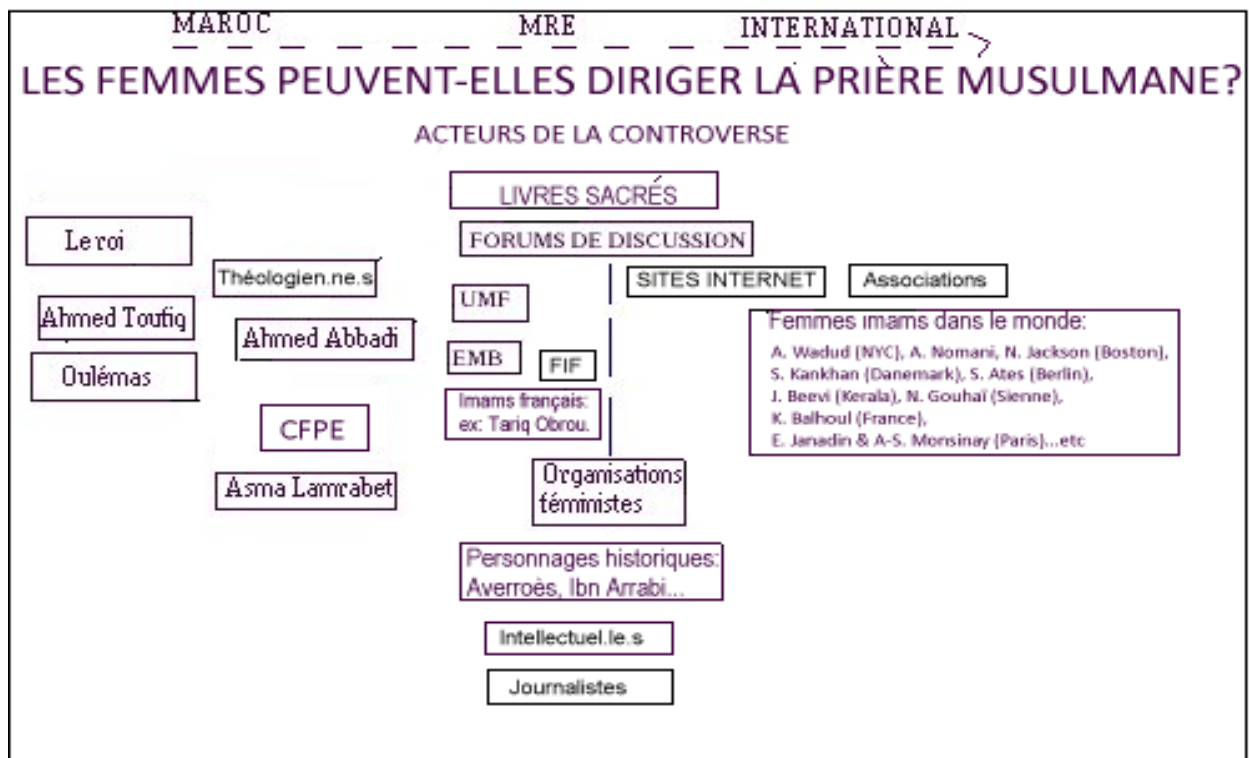 MAROC MRE INTERNATIONAL
LES FEMMES PEUVENT-ELLES DIRIGER LA PRIÈRE MUSULMANE?
ACTEURS DE LA CONTROVERSE
LIVRES SACRÉS
Le roi
FORUMS DE DISCUSSION
Théologien.ne.s
SITES INTERNET
Associations
Ahmed Toufiq
UMF
Ahmed Abbadi
Oulémas
EMB
FIF
Femmes imams dans le monde:
A. Wadud (NYC), A. Nomani, N. Jackson (Boston),
S. Kankhan (Danemark), S. Ates (Berlin),
J. Beevi (Kerala), N. Gouhaï (Sienne),
K. Balhoul (France),
E. Janadin & A-S. Monsinay (Paris)...etc
Imams français:
ex: Tariq Obrou.
CFPE
Asma Lamrabet
Organisations
féministes
Personnages historiques:
Averroès, Ibn Arrabi...
Intellectuel.le.s
Journalistes